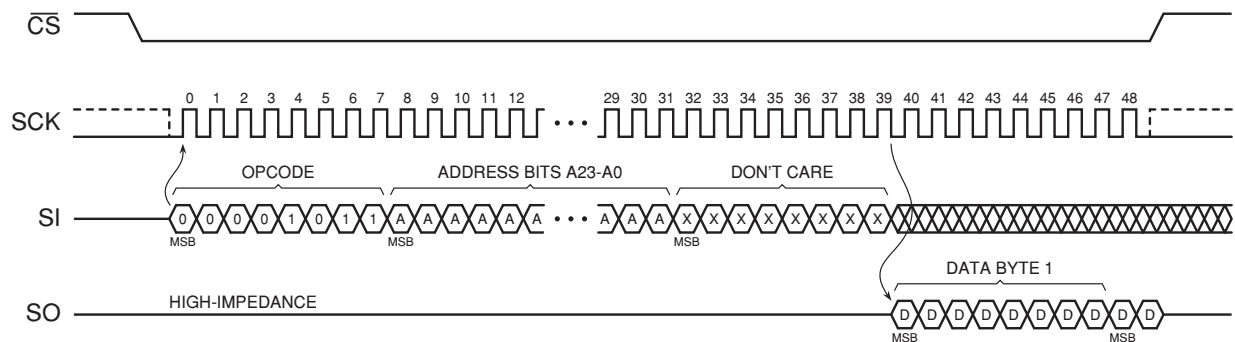 CS
0 1 2 3 4 5 6 7 8 9 10 11 12 29 30 31 32 33 34 35 36 37 38 39 40 41 42 43 44 45 46 47 48
SCK
OPCODE ADDRESS BITS A23-A0 DON'T CARE
SI 0 0 0 0 1 0 1 1 A A A A A A A A A X X X X X X X X
MSB MSB MSB
DATA BYTE 1
HIGH-IMPEDANCE
SO D D D D D D D D D D
MSB MSB